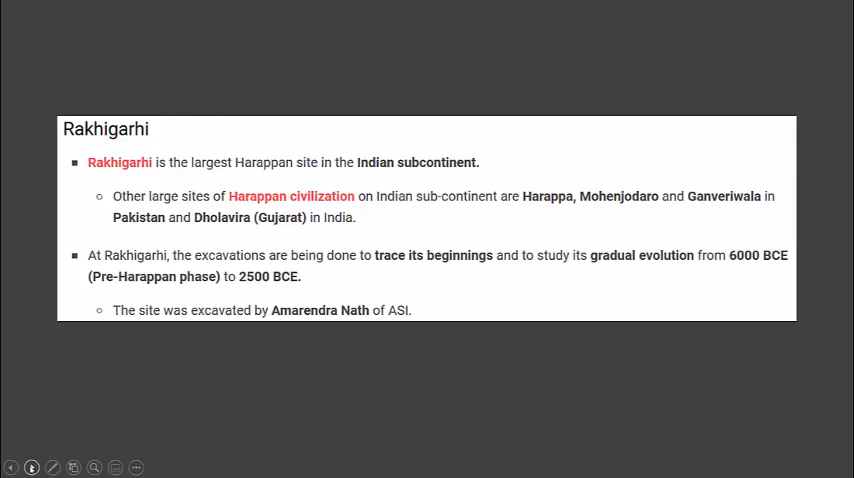 Rakhigarhi
Rakhigarhi is the largest Harappan site in the Indian subcontinent.
Other large sites of Harappan civilization on Indian sub-continent are Harappa, Mohenjodaro and Ganveriwala in
Pakistan and Dholavira (Gujarat) in India.
At Rakhigarhi, the excavations are being done to trace its beginnings and to study its gradual evolution from 6000 BCE
(Pre-Harappan phase) to 2500 BCE.
The site was excavated by Amarendra Nath of ASI.